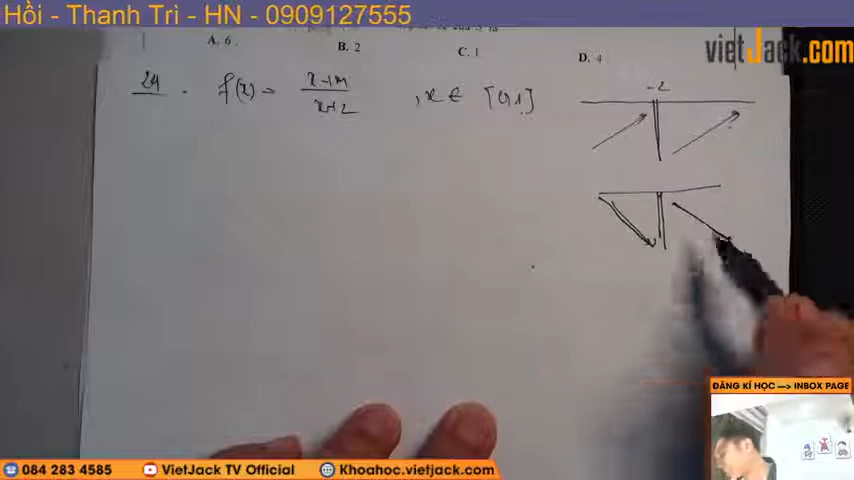 Hồi - Thanh Trì - HN - 0909127555
A. 6
B. 2
C. 1
D. 4
vietJack.com
24 . f(x) = x+m / x+2 , x ∈ [0,1]
-2
ĐĂNG KÍ HỌC —> INBOX PAGE
084 283 4585 VietJack TV Official Khoahoc.vietjack.com